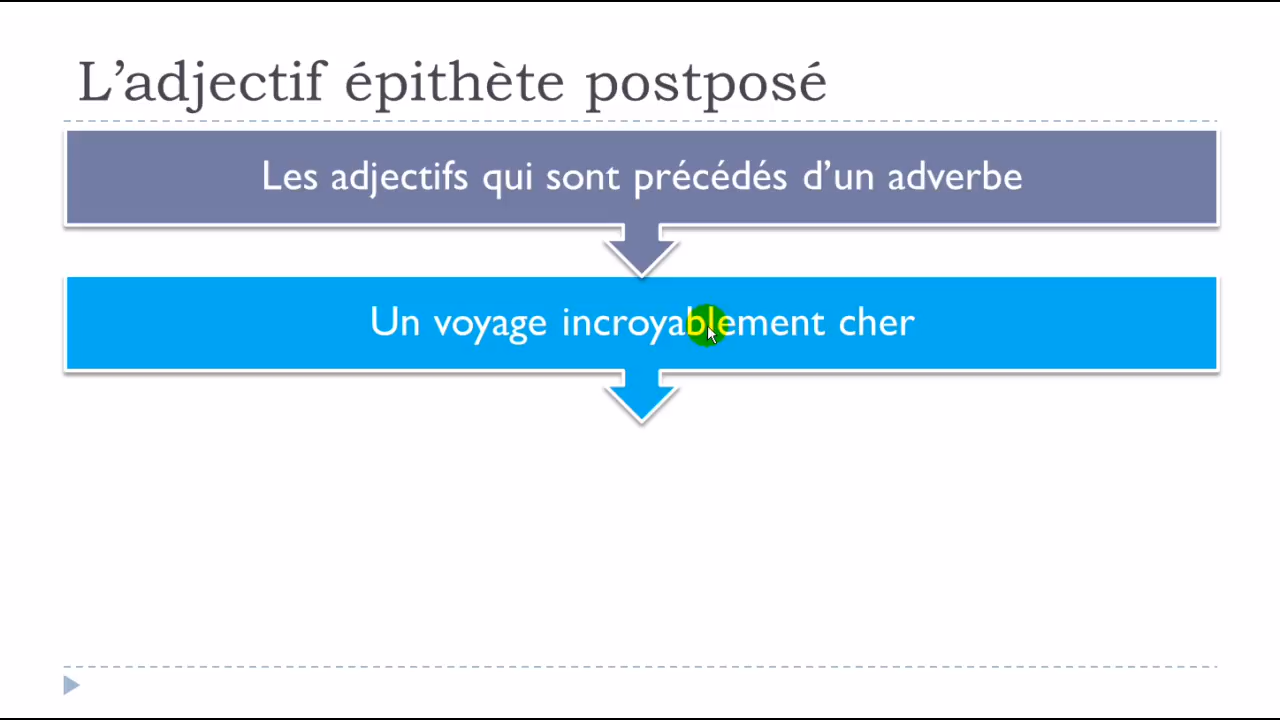 L’adjectif épithète postposé
Les adjectifs qui sont précédés d’un adverbe
Un voyage incroyablement cher